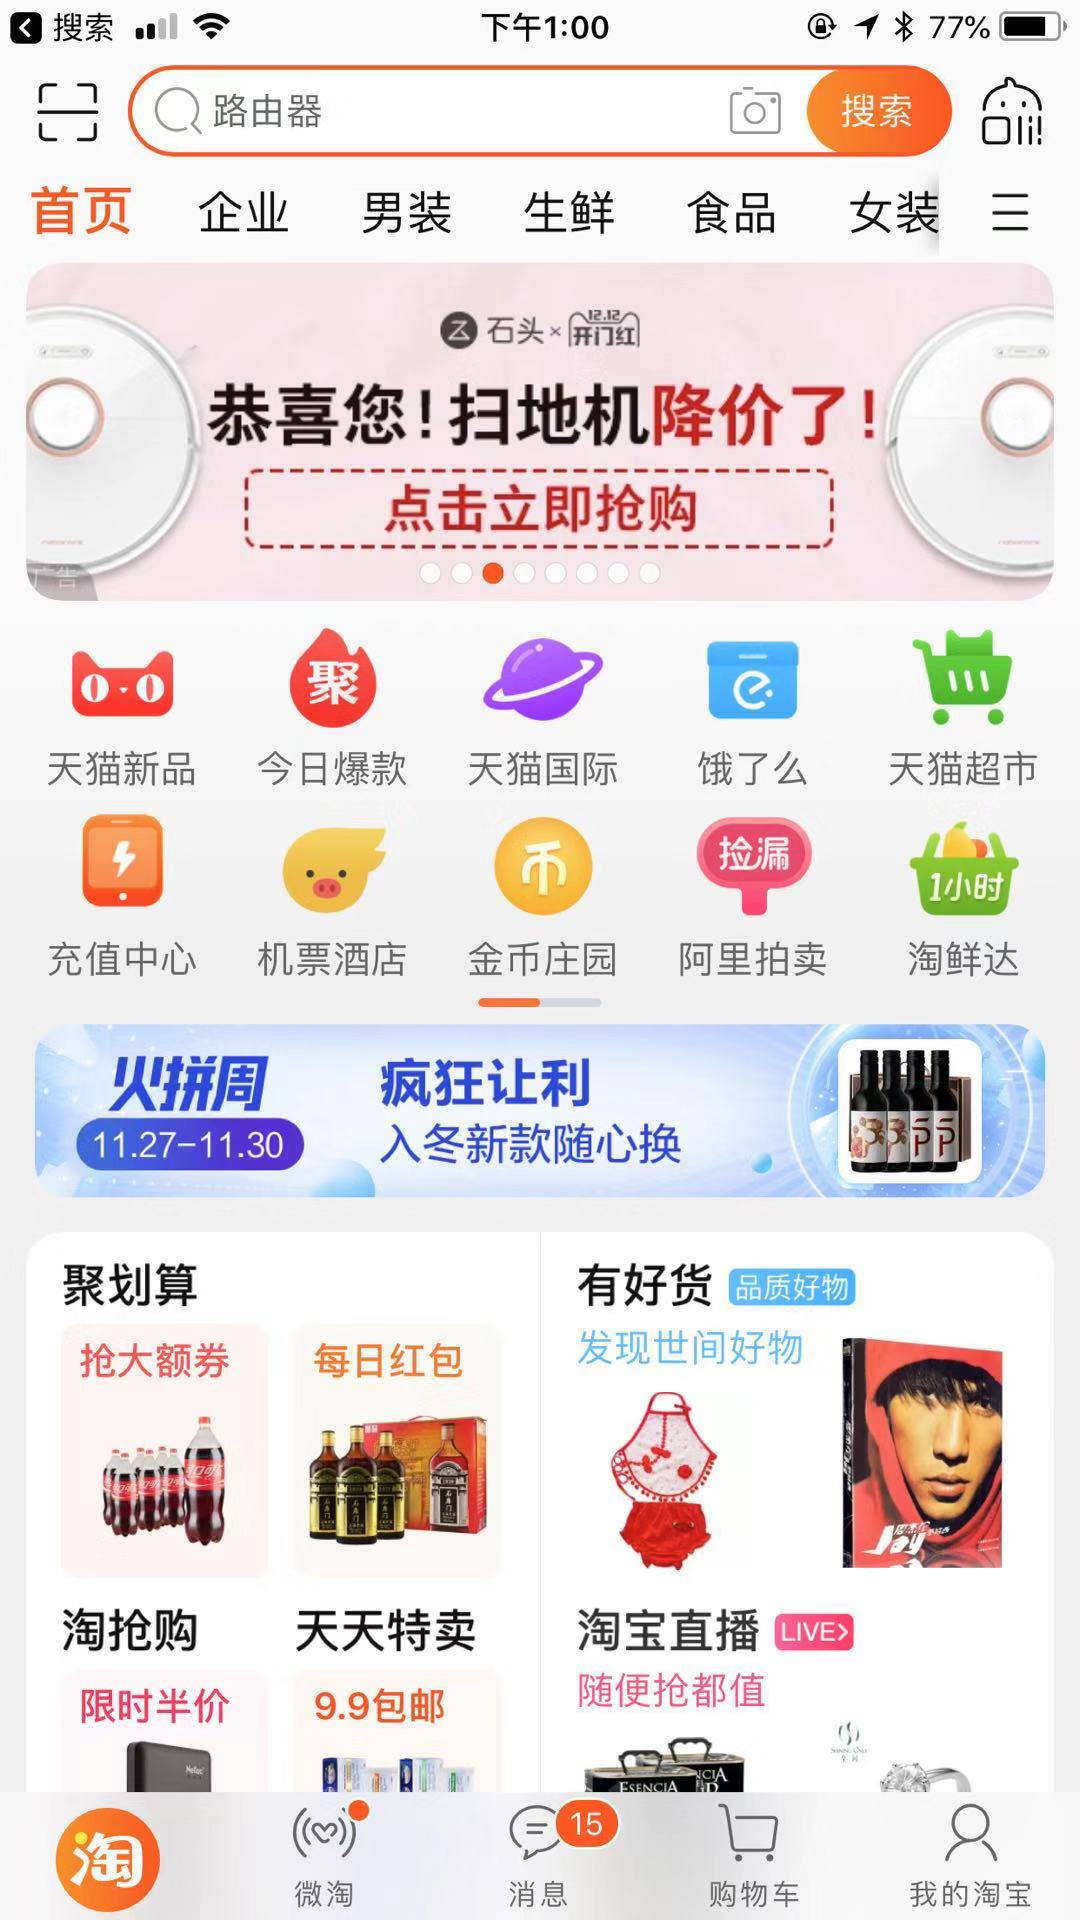 搜索 下午1:00 77%
路由器 搜索
首页 企业 男装 生鲜 食品 女装
石头 × 12.12 开门红
恭喜您!扫地机降价了!
点击立即抢购
广告
聚
天猫新品 今日爆款 天猫国际 饿了么 天猫超市
币 捡漏 1小时
充值中心 机票酒店 金币庄园 阿里拍卖 淘鲜达
火拼周 疯狂让利
11.27-11.30 入冬新款随心换
聚划算 有好货 品质好物
抢大额券 每日红包 发现世间好物
Jay
淘抢购 天天特卖 淘宝直播 LIVE>
限时半价 9.9包邮 随便抢都值
Netac
ESENCIA
淘 15
微淘 消息 购物车 我的淘宝